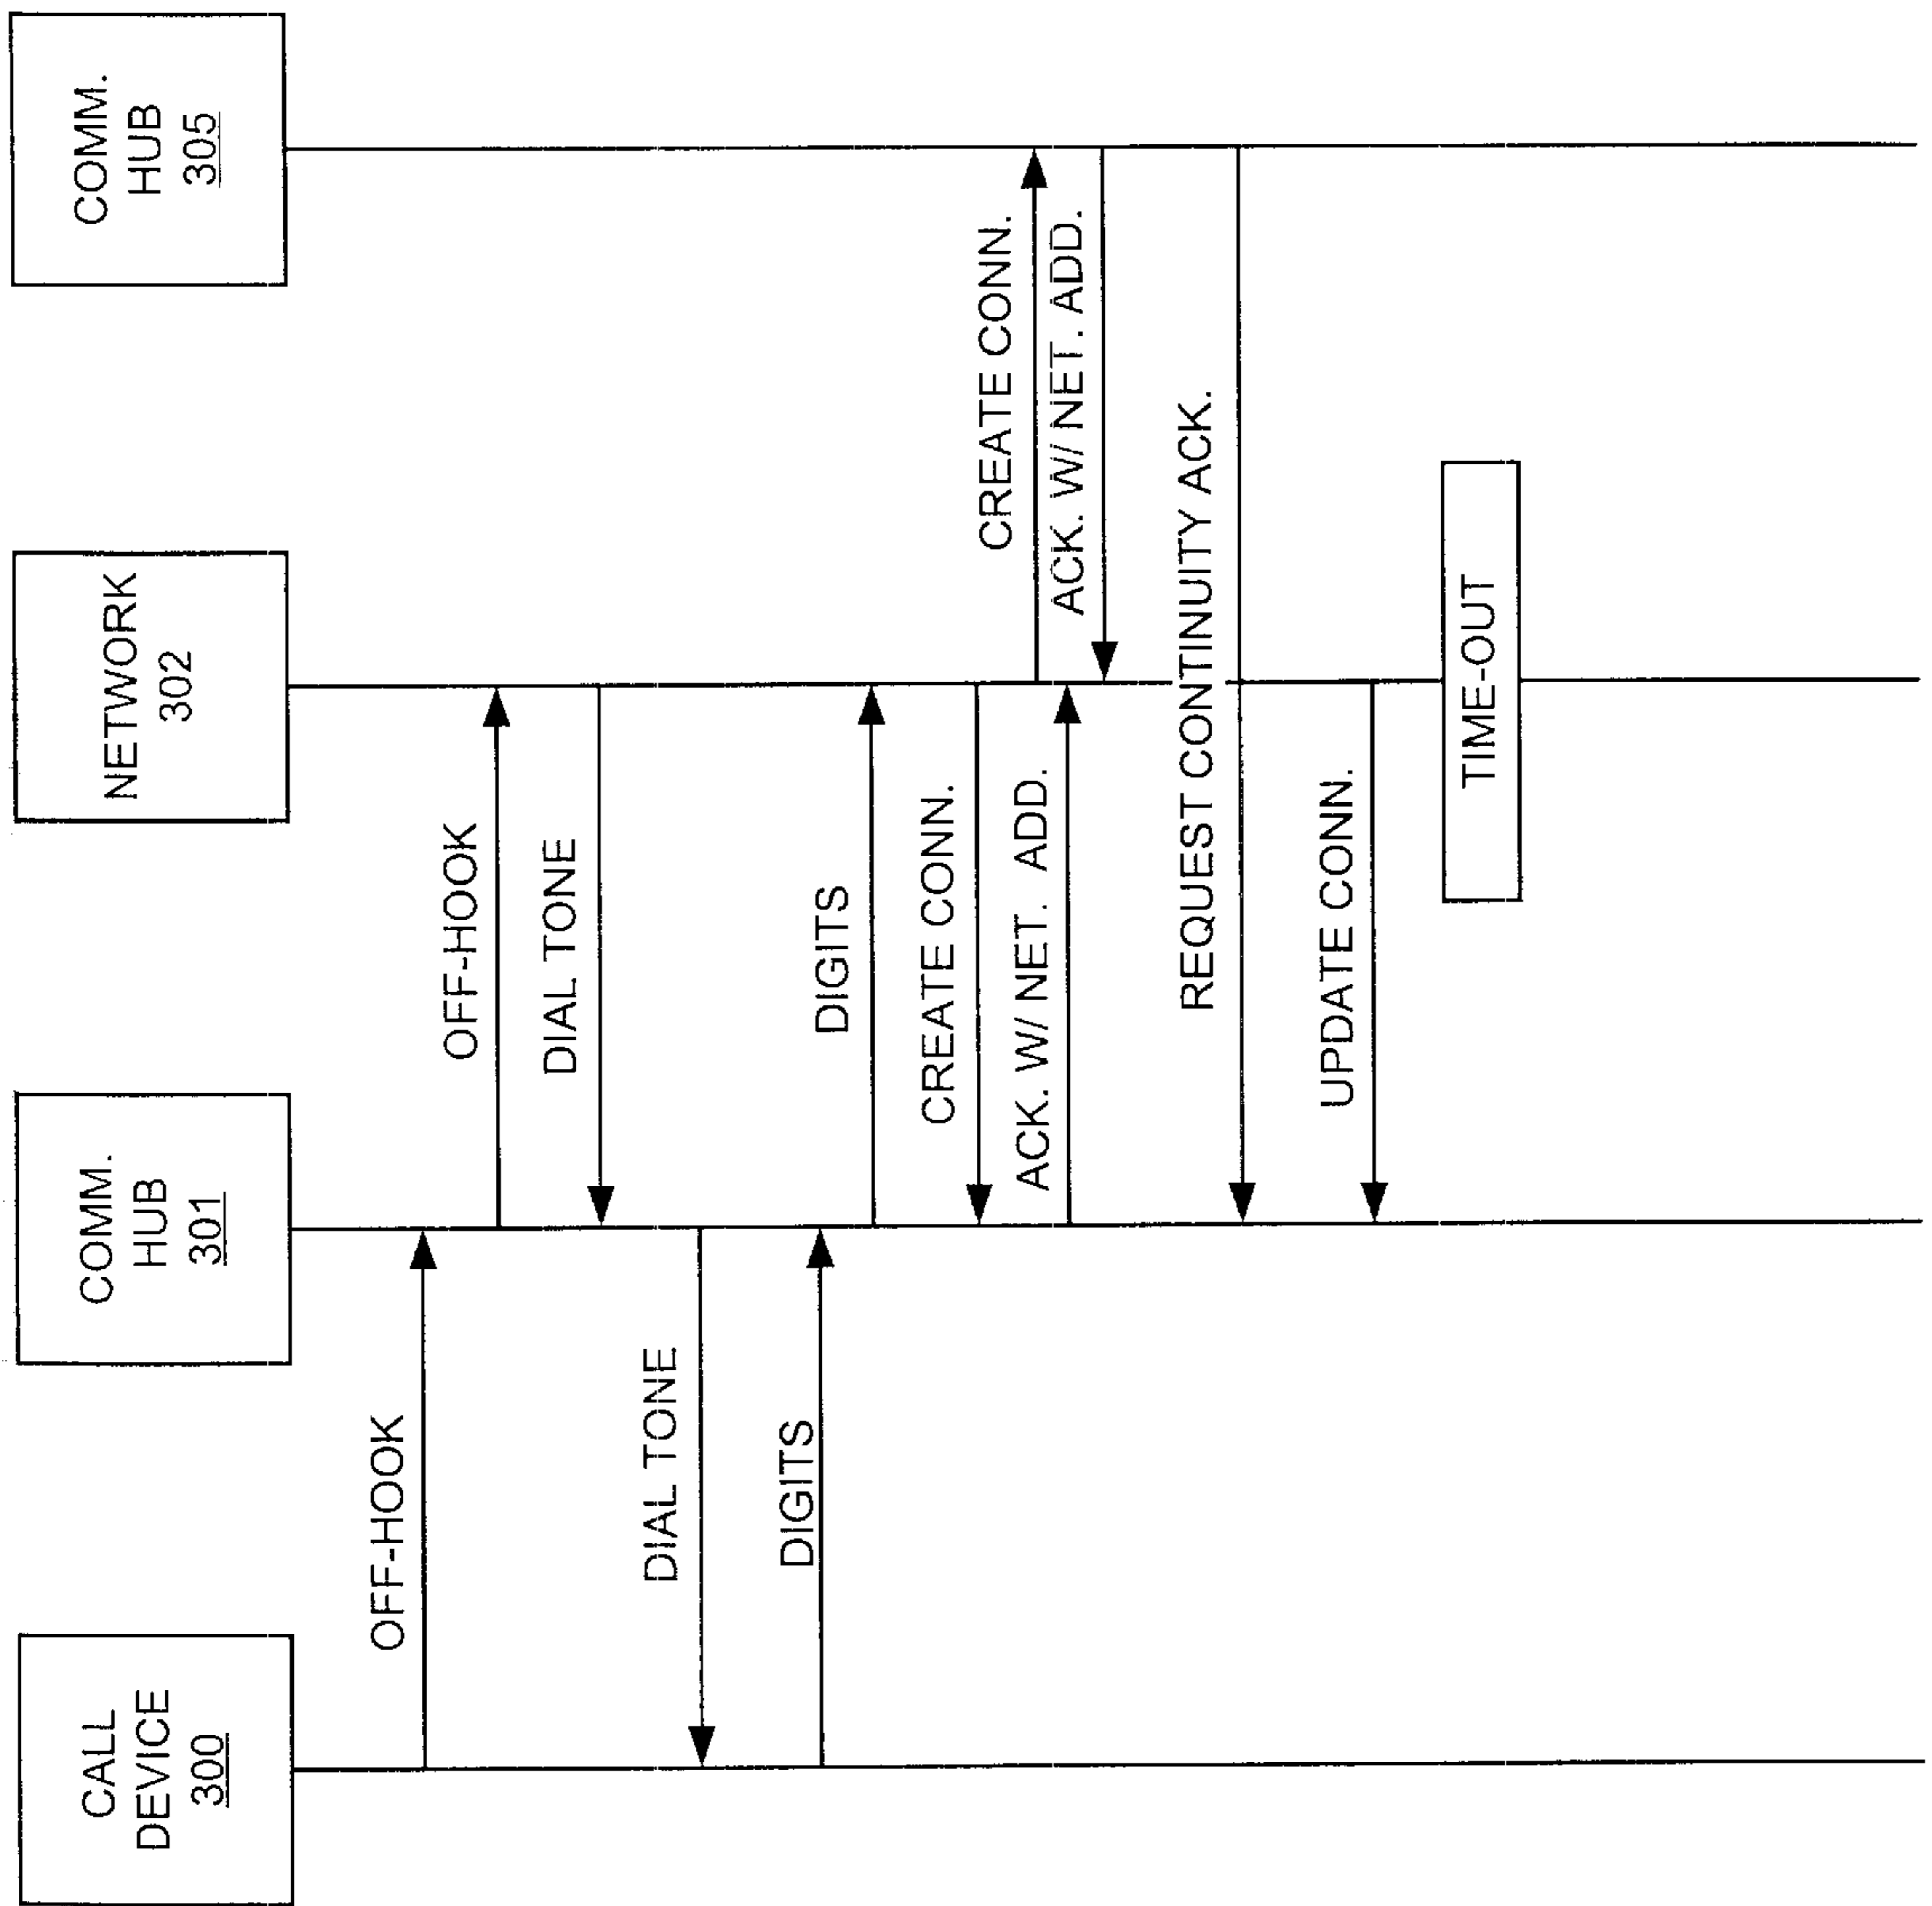 CALL
DEVICE
300
COMM.
HUB
301
NETWORK
302
COMM.
HUB
305
OFF-HOOK
OFF-HOOK
DIAL TONE
DIAL TONE
DIGITS
DIGITS
CREATE CONN.
CREATE CONN.
ACK. W/ NET. ADD.
ACK. W/ NET. ADD.
REQUEST CONTINUITY ACK.
UPDATE CONN.
TIME-OUT